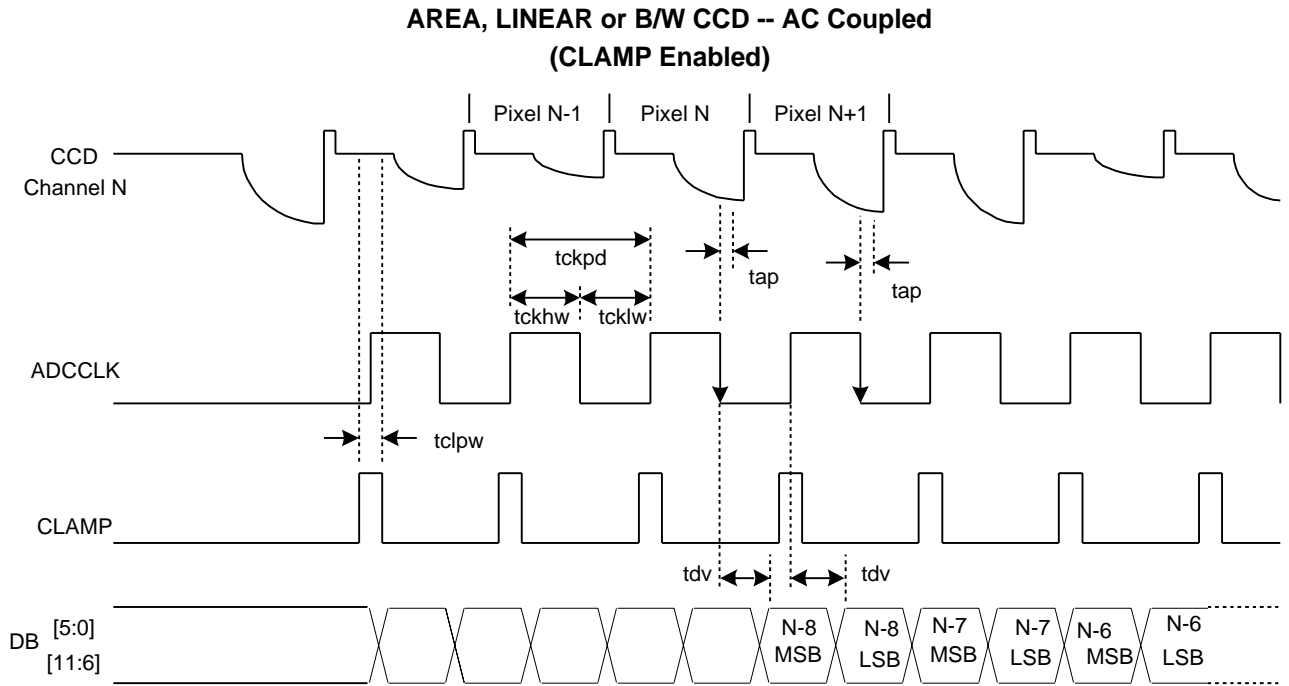 AREA, LINEAR or B/W CCD -- AC Coupled
(CLAMP Enabled)
Pixel N-1 Pixel N Pixel N+1
CCD
Channel N
tckpd
tap
tap
tckhw tcklw
ADCCLK
tclpw
CLAMP
tdv tdv
DB [5:0]
[11:6]
N-8
MSB
N-8
LSB
N-7
MSB
N-7
LSB
N-6
MSB
N-6
LSB